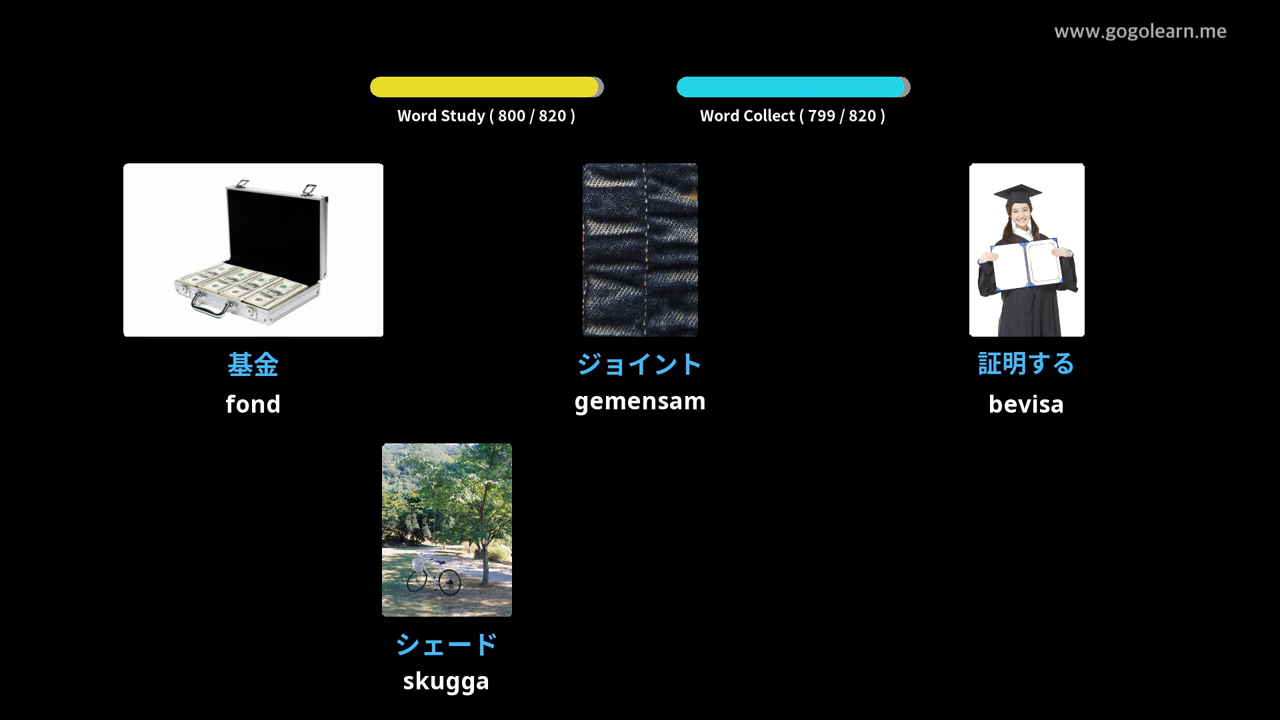 www.gogolearn.me
Word Study ( 800 / 820 )
Word Collect ( 799 / 820 )
基金
fond
ジョイント
gemensam
証明する
bevisa
シェード
skugga